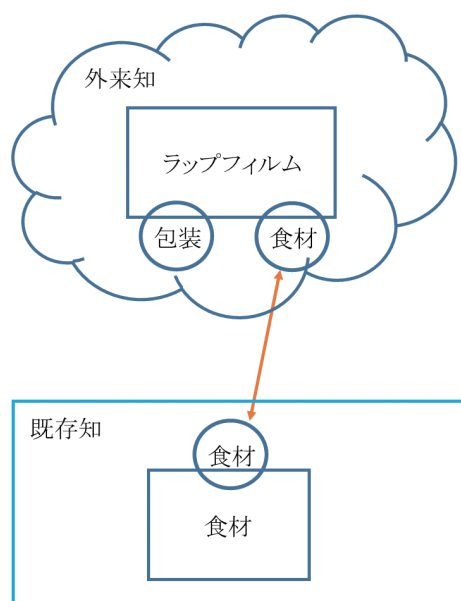 外来知
ラップフィルム
包装
食材
既存知
食材
食材